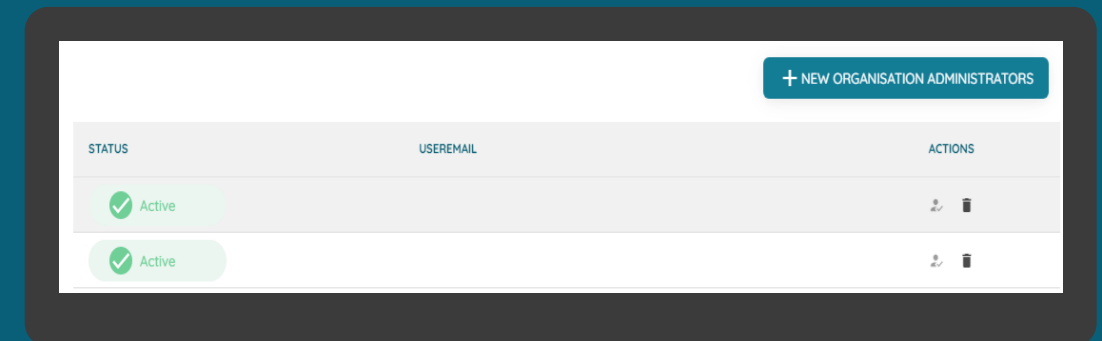 + NEW ORGANISATION ADMINISTRATORS
STATUS USEREMAIL ACTIONS
Active
Active